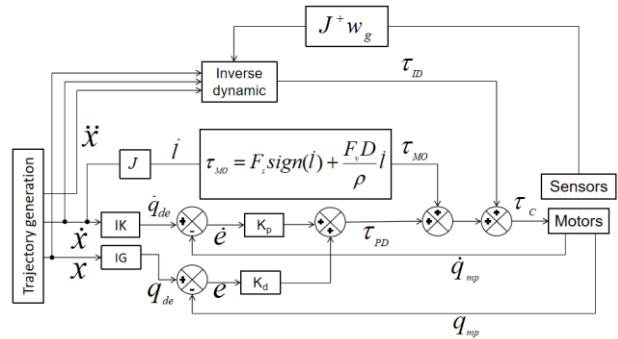 J⁺w_g
Inverse dynamic
τ_ID
ẍ
J
l̇
τ_MO = F_s sign(l̇) + F_v D / ρ l̇
τ_MO
Trajectory generation
Sensors
τ_C
Motors
ẋ
IK
q̇_de
+
-
ė
K_p
+
+
τ_PD
+
+
+
+
x
IG
q_de
+
-
e
K_d
q̇_mp
q_mp